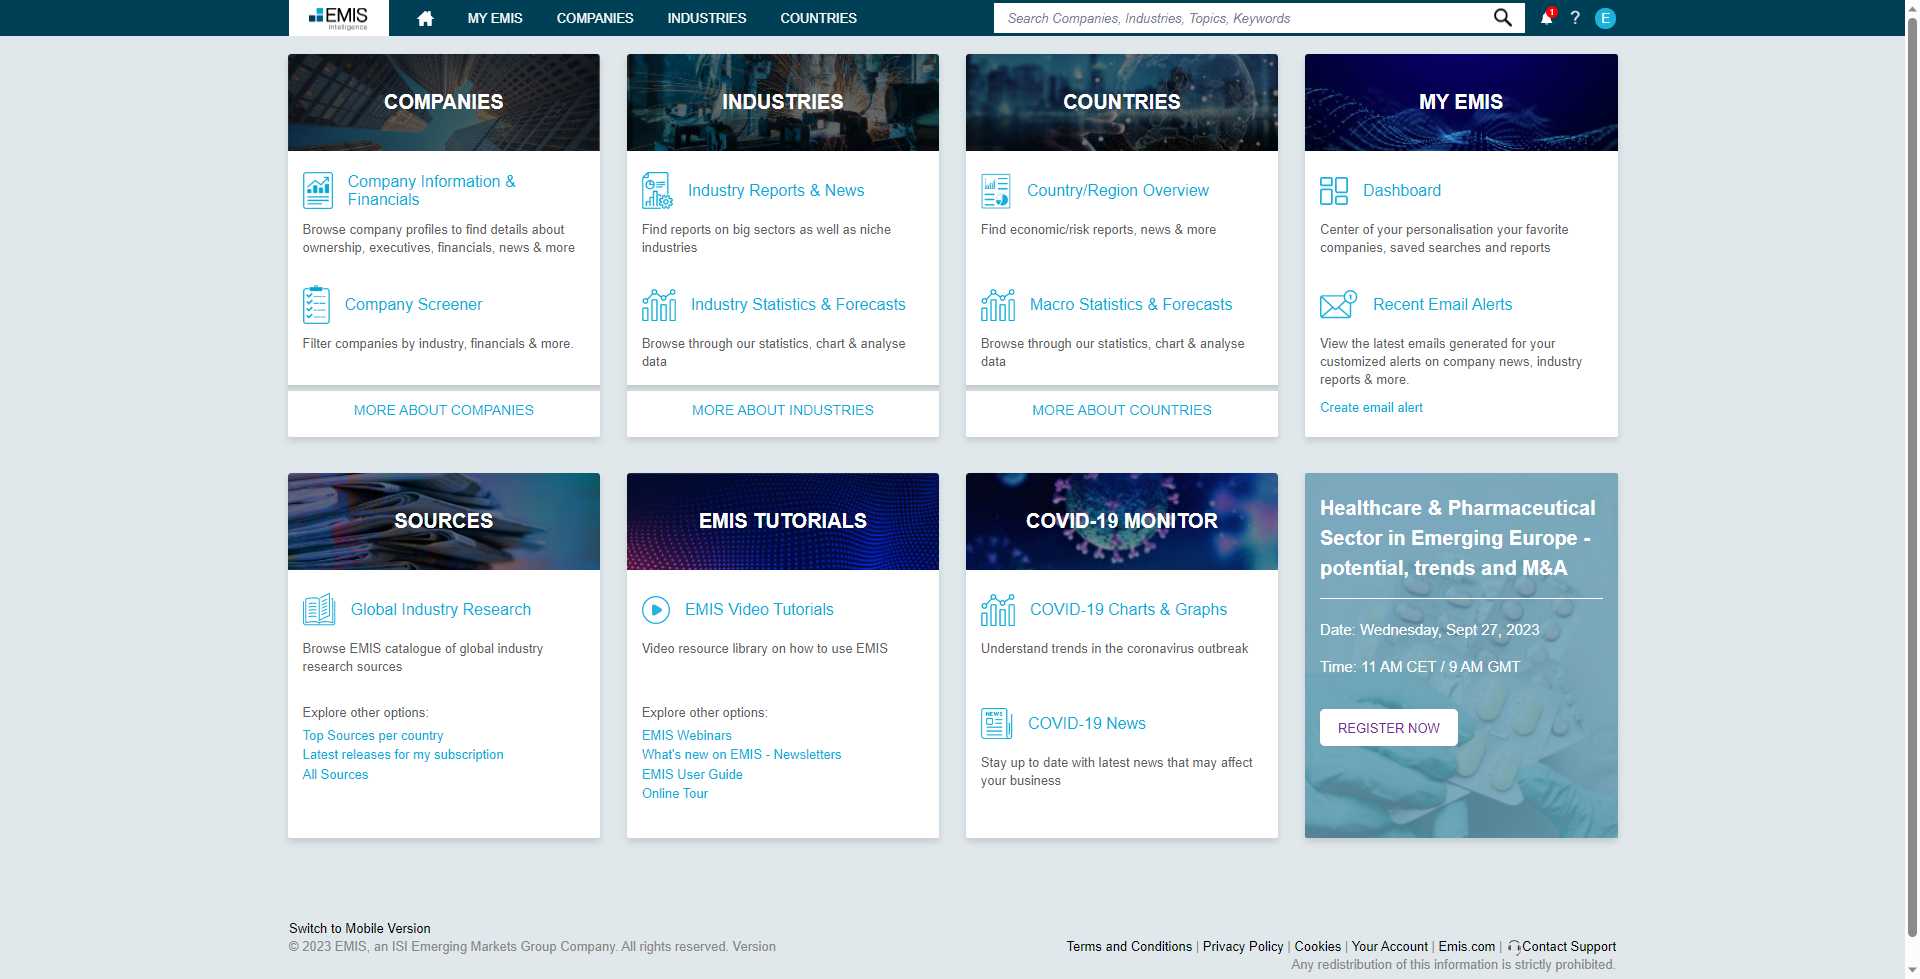 EMIS
Intelligence
MY EMIS
COMPANIES
INDUSTRIES
COUNTRIES
Search Companies, Industries, Topics, Keywords
1
?
E
COMPANIES
Company Information &
Financials
Browse company profiles to find details about
ownership, executives, financials, news & more
Company Screener
Filter companies by industry, financials & more.
MORE ABOUT COMPANIES
INDUSTRIES
Industry Reports & News
Find reports on big sectors as well as niche
industries
Industry Statistics & Forecasts
Browse through our statistics, chart & analyse
data
MORE ABOUT INDUSTRIES
COUNTRIES
Country/Region Overview
Find economic/risk reports, news & more
Macro Statistics & Forecasts
Browse through our statistics, chart & analyse
data
MORE ABOUT COUNTRIES
MY EMIS
Dashboard
Center of your personalisation your favorite
companies, saved searches and reports
1
Recent Email Alerts
View the latest emails generated for your
customized alerts on company news, industry
reports & more.
Create email alert
SOURCES
Global Industry Research
Browse EMIS catalogue of global industry
research sources
Explore other options:
Top Sources per country
Latest releases for my subscription
All Sources
EMIS TUTORIALS
EMIS Video Tutorials
Video resource library on how to use EMIS
Explore other options:
EMIS Webinars
What's new on EMIS - Newsletters
EMIS User Guide
Online Tour
COVID-19 MONITOR
COVID-19 Charts & Graphs
Understand trends in the coronavirus outbreak
NEWS
COVID-19 News
Stay up to date with latest news that may affect
your business
Healthcare & Pharmaceutical
Sector in Emerging Europe -
potential, trends and M&A
Date: Wednesday, Sept 27, 2023
Time: 11 AM CET / 9 AM GMT
REGISTER NOW
Switch to Mobile Version
© 2023 EMIS, an ISI Emerging Markets Group Company. All rights reserved. Version
Terms and Conditions | Privacy Policy | Cookies | Your Account | Emis.com | Contact Support
Any redistribution of this information is strictly prohibited.